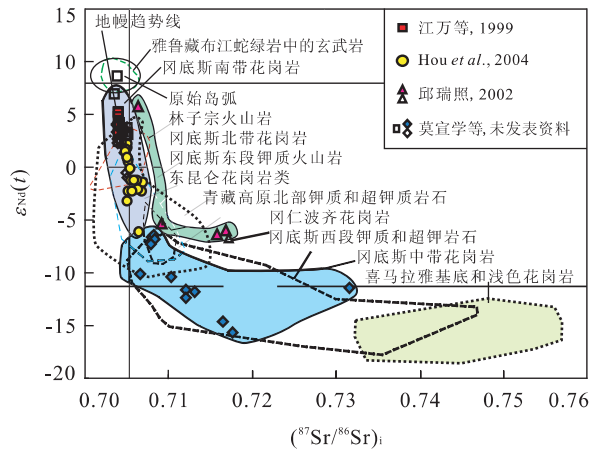 地幔趋势线
雅鲁藏布江蛇绿岩中的玄武岩
冈底斯南带花岗岩
原始岛弧
林子宗火山岩
冈底斯北带花岗岩
冈底斯东段钾质火山岩
东昆仑花岗岩类
青藏高原北部钾质和超钾质岩石
冈仁波齐花岗岩
冈底斯西段钾质和超钾岩石
冈底斯中带花岗岩
喜马拉雅基底和浅色花岗岩
江万等, 1999
Hou et al., 2004
邱瑞照, 2002
莫宣学等, 未发表资料
15
10
5
0
-5
-10
-15
-20
εNd(t)
0.70 0.71 0.72 0.73 0.74 0.75 0.76
(⁸⁷Sr/⁸⁶Sr)i